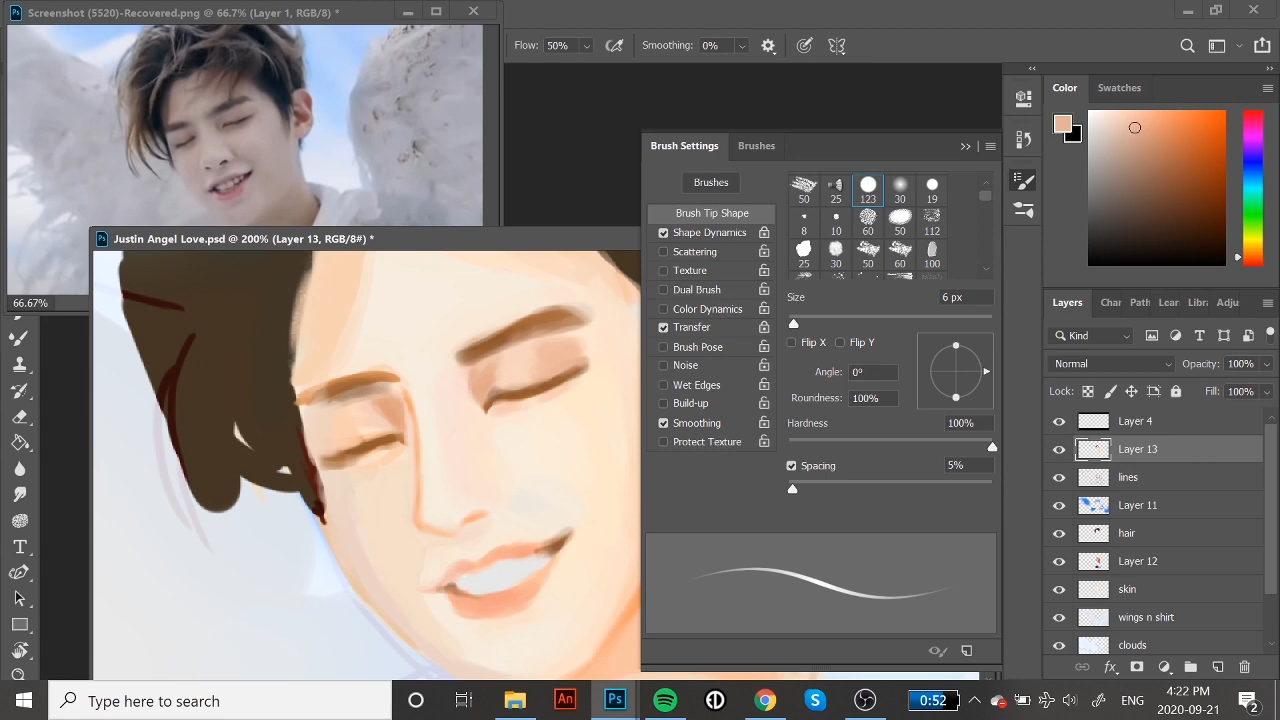 Screenshot (5520)-Recovered.png @ 66.7% (Layer 1, RGB/8) *
Flow: 50% Smoothing: 0%
Color Swatches
Brush Settings Brushes
Brushes
50 25 123 30 19
Brush Tip Shape
8 10 60 50 112
Shape Dynamics
Justin Angel Love.psd @ 200% (Layer 13, RGB/8#) *
Scattering
25 30 50 60 100
Texture
Dual Brush
Size 6 px
66.67%
Layers Char Path Lear Libra Adju
Color Dynamics
Transfer
Kind
Flip X Flip Y
Brush Pose
Noise
Normal Opacity: 100%
Angle: 0°
Wet Edges
Lock: Fill: 100%
Roundness: 100%
Build-up
Layer 4
Smoothing
Hardness 100%
Protect Texture
Layer 13
Spacing 5%
lines
Layer 11
hair
Layer 12
skin
wings n shirt
clouds
fx
Type here to search
An
Ps
0:52
ENG
4:22 PM
2020-09-21
2